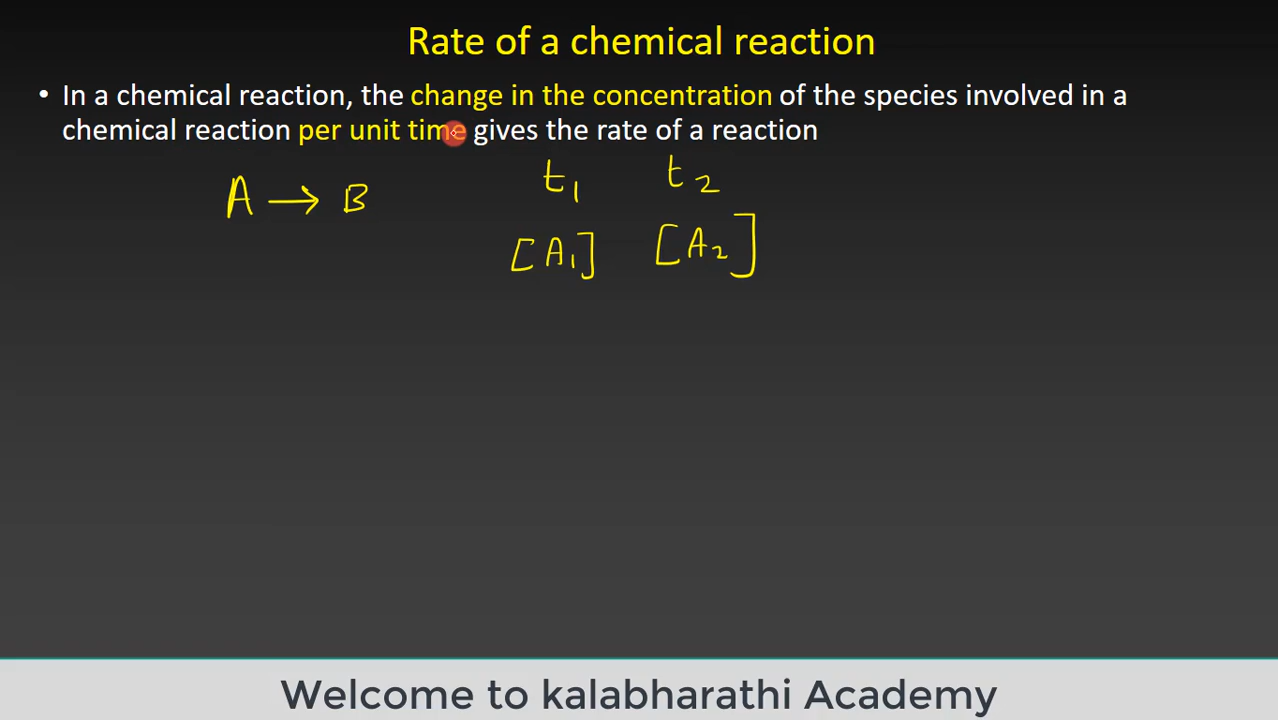 Rate of a chemical reaction
• In a chemical reaction, the change in the concentration of the species involved in a
chemical reaction per unit time gives the rate of a reaction
A → B
t₁ t₂
[A₁] [A₂]
Welcome to kalabharathi Academy